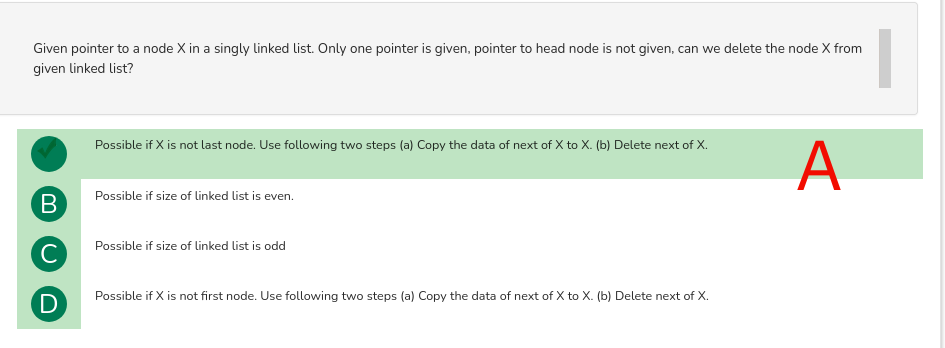 Given pointer to a node X in a singly linked list. Only one pointer is given, pointer to head node is not given, can we delete the node X from
given linked list?
Possible if X is not last node. Use following two steps (a) Copy the data of next of X to X. (b) Delete next of X.
A
B Possible if size of linked list is even.
C Possible if size of linked list is odd
D Possible if X is not first node. Use following two steps (a) Copy the data of next of X to X. (b) Delete next of X.